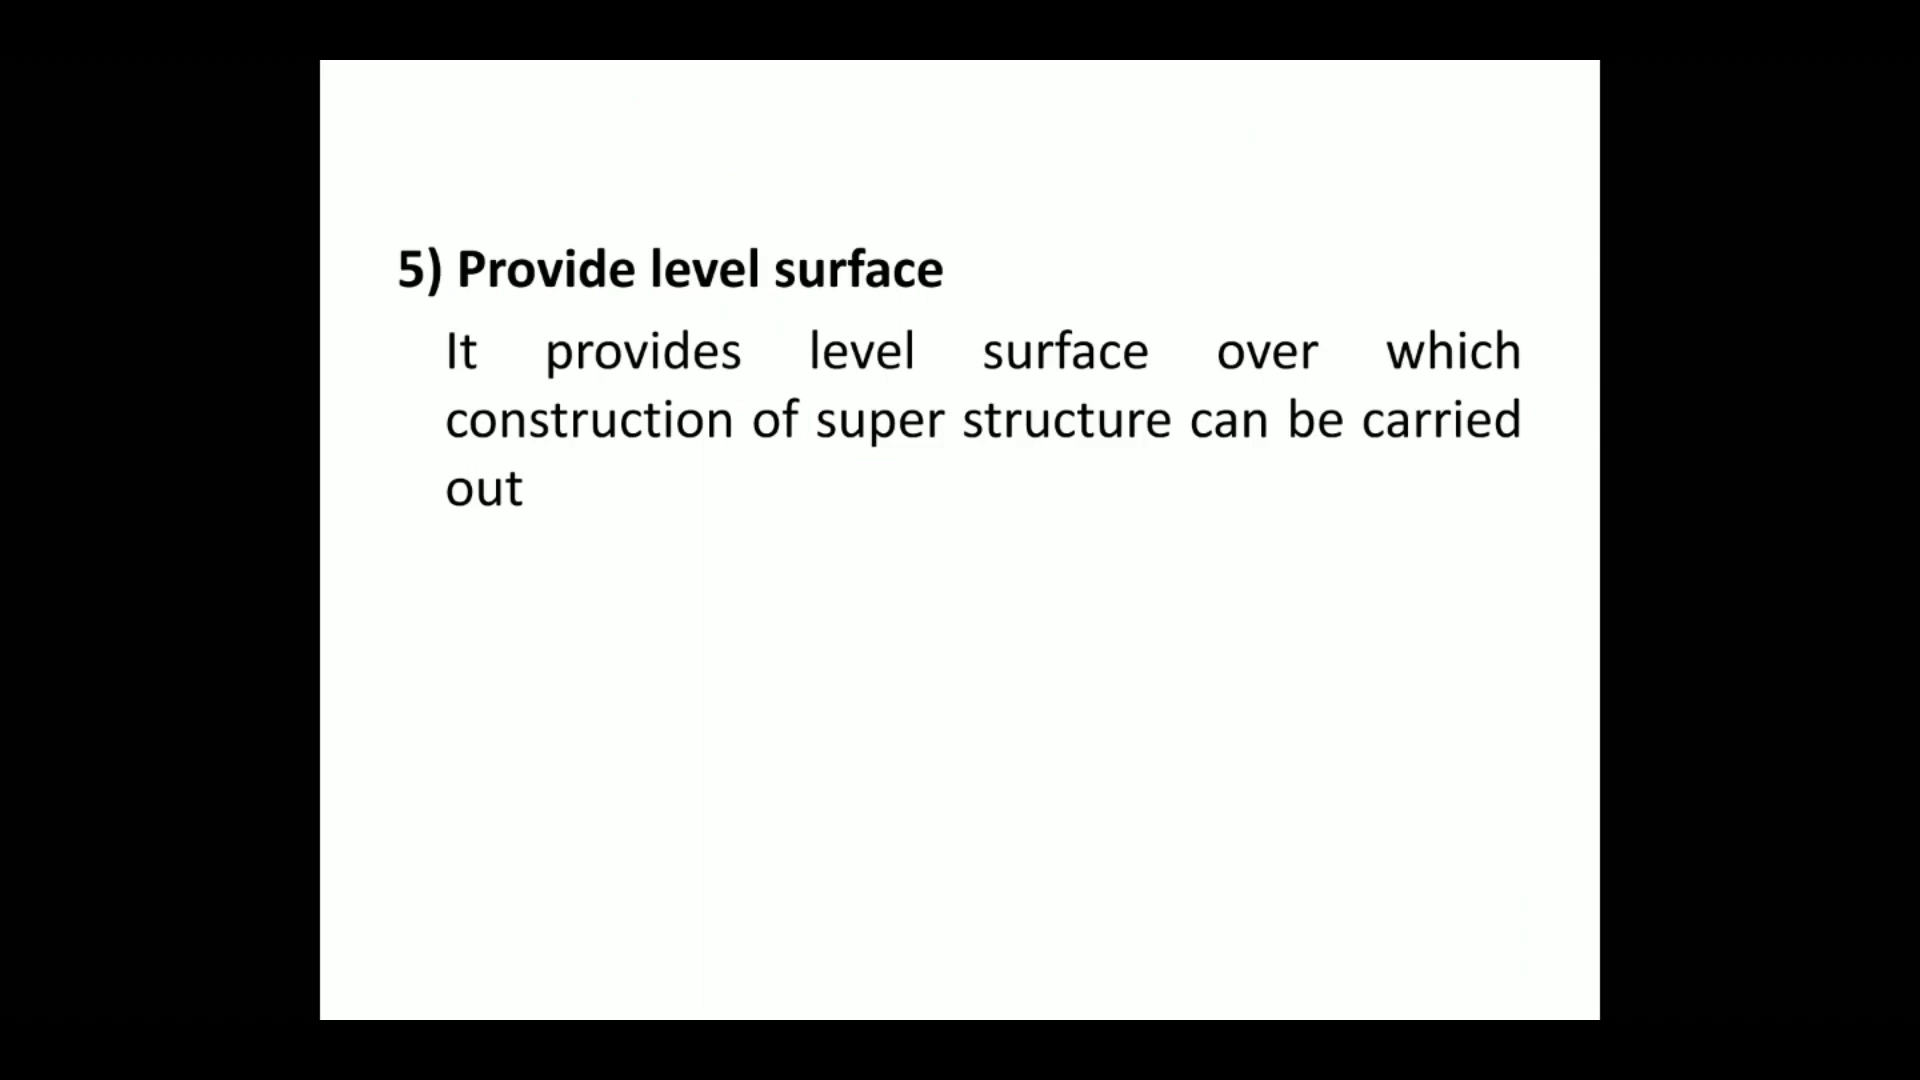 5) Provide level surface
It provides level surface over which
construction of super structure can be carried
out